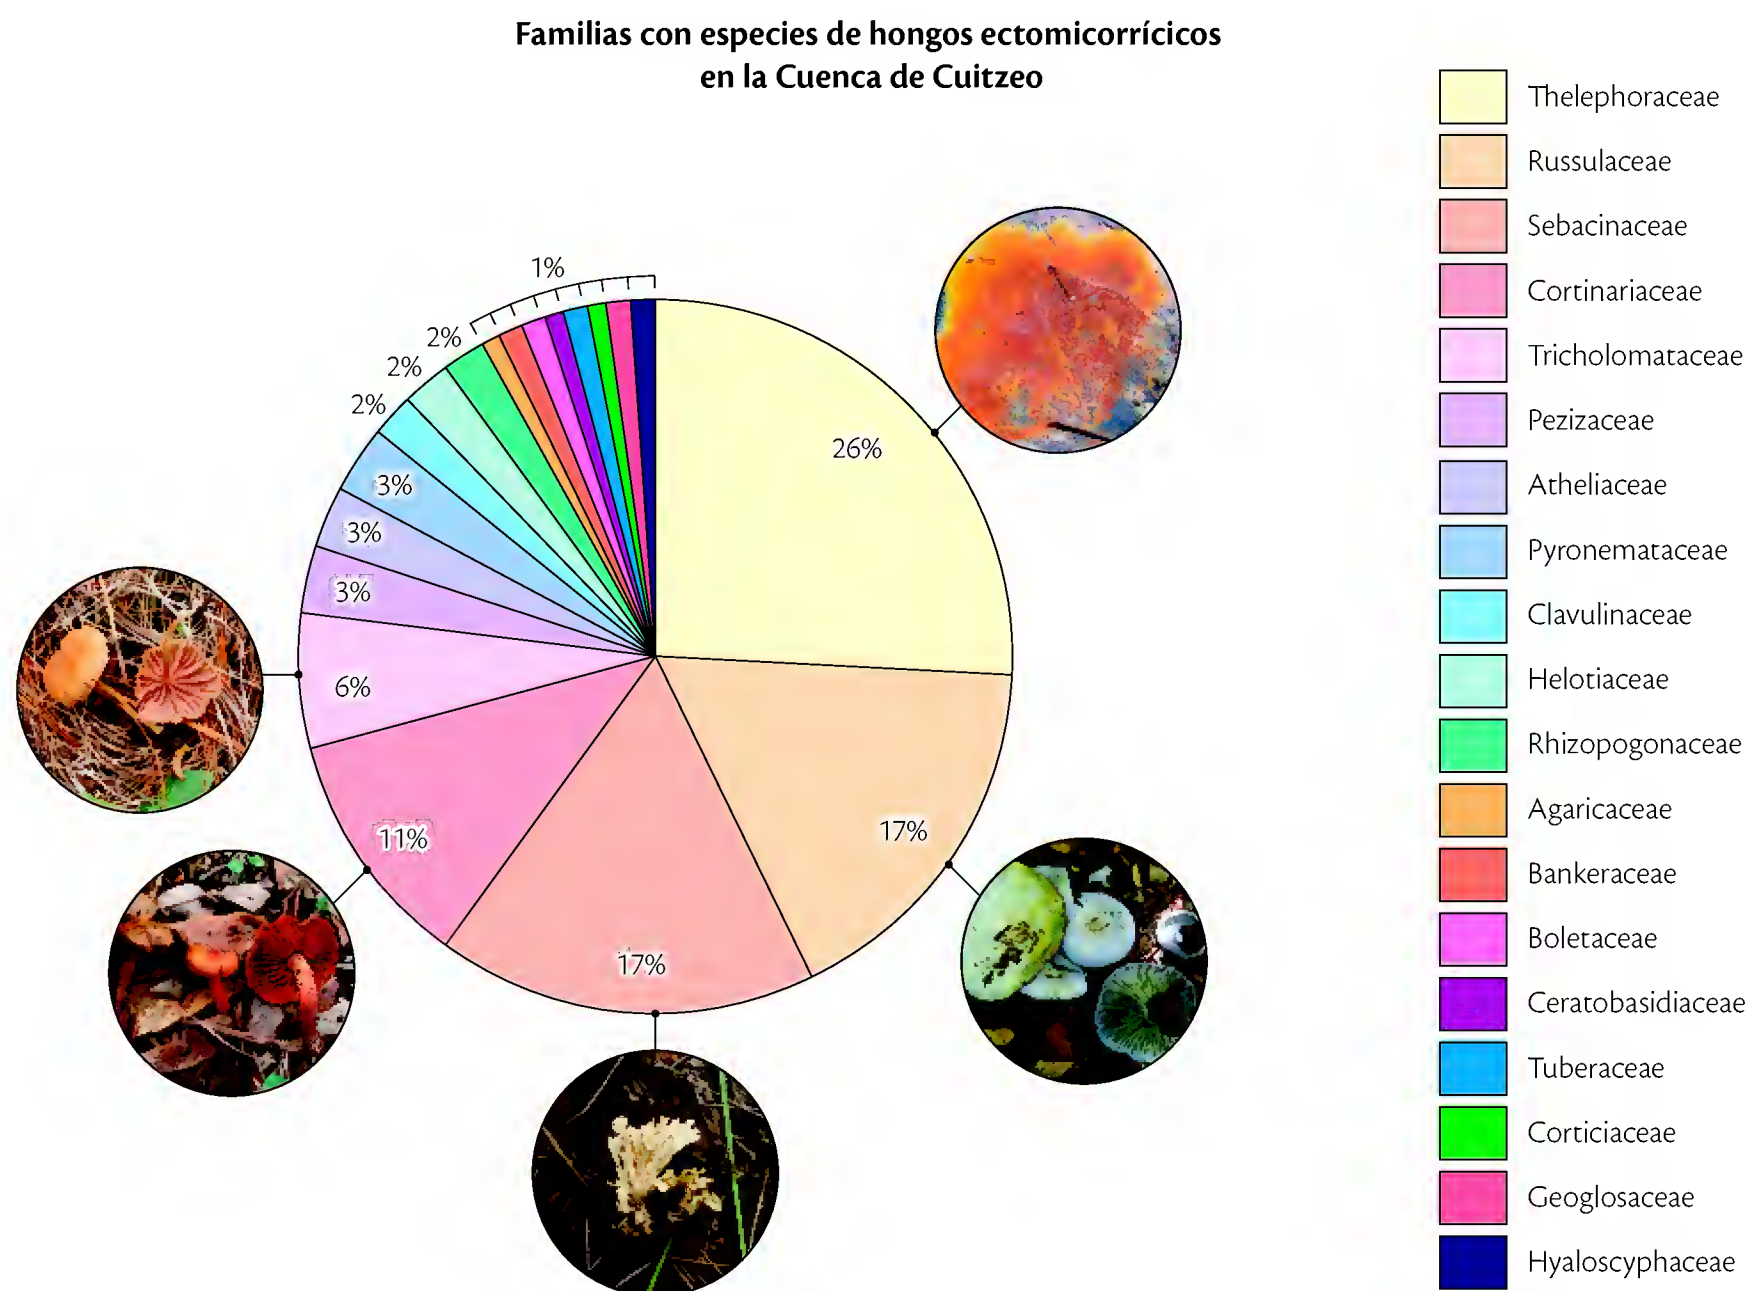 Familias con especies de hongos ectomicorrícicos
en la Cuenca de Cuitzeo
1%
2%
2%
2%
3%
3%
3%
6%
11%
17%
17%
26%
Thelephoraceae
Russulaceae
Sebacinaceae
Cortinariaceae
Tricholomataceae
Pezizaceae
Atheliaceae
Pyronemataceae
Clavulinaceae
Helotiaceae
Rhizopogonaceae
Agaricaceae
Bankeraceae
Boletaceae
Ceratobasidiaceae
Tuberaceae
Corticiaceae
Geoglosaceae
Hyaloscyphaceae